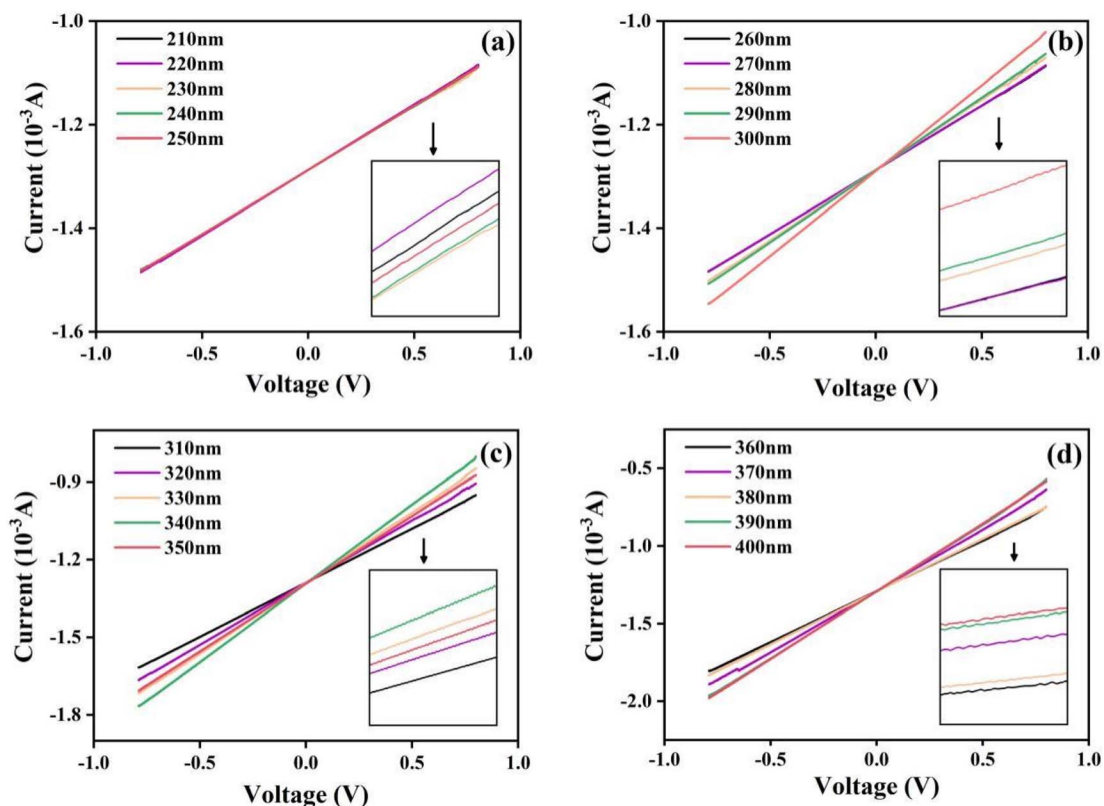 (a)
210nm
220nm
230nm
240nm
250nm
Current (10⁻³ A)
-1.0
-1.2
-1.4
-1.6
-1.0 -0.5 0.0 0.5 1.0
Voltage (V)
(b)
260nm
270nm
280nm
290nm
300nm
Current (10⁻³ A)
-1.0
-1.2
-1.4
-1.6
-1.0 -0.5 0.0 0.5 1.0
Voltage (V)
(c)
310nm
320nm
330nm
340nm
350nm
Current (10⁻³ A)
-0.9
-1.2
-1.5
-1.8
-1.0 -0.5 0.0 0.5 1.0
Voltage (V)
(d)
360nm
370nm
380nm
390nm
400nm
Current (10⁻³ A)
-0.5
-1.0
-1.5
-2.0
-1.0 -0.5 0.0 0.5 1.0
Voltage (V)